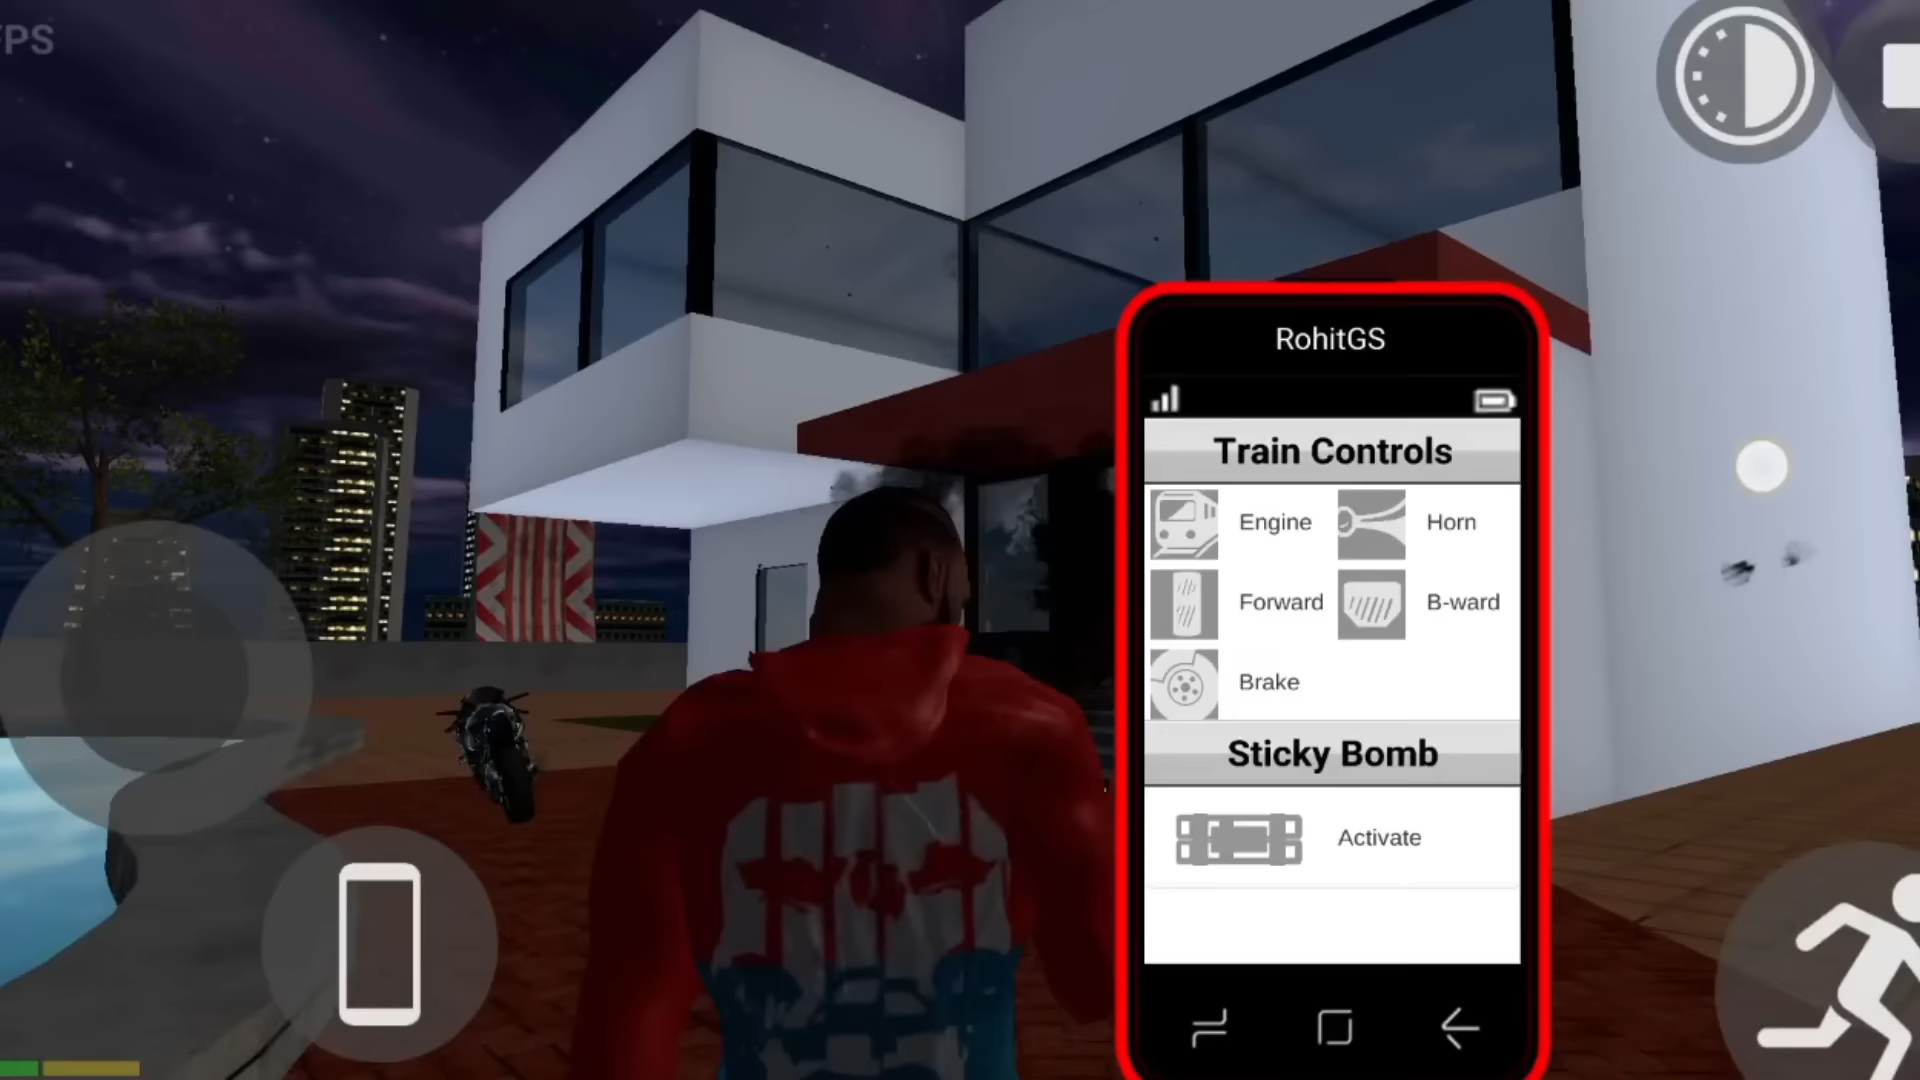 FPS
RohitGS
Train Controls
Engine
Horn
Forward
B-ward
Brake
Sticky Bomb
Activate